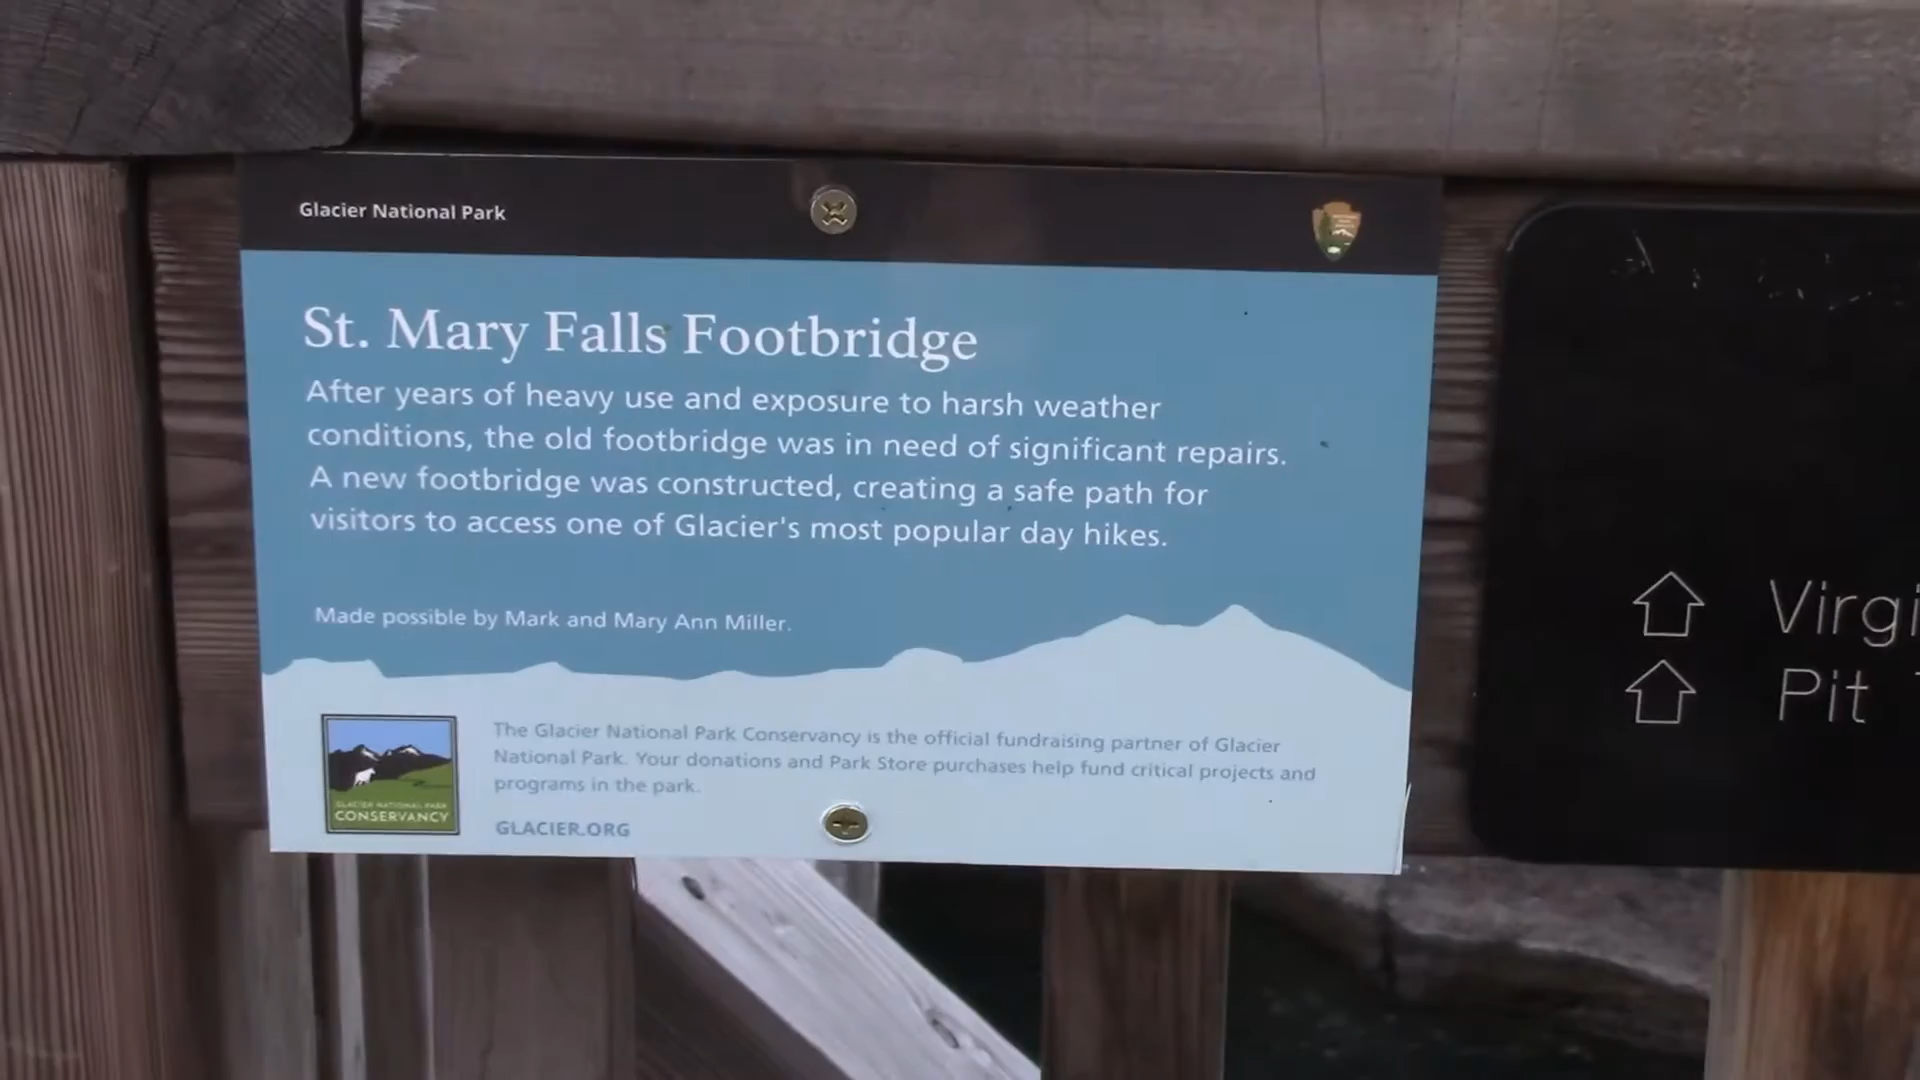 Glacier National Park
St. Mary Falls Footbridge
After years of heavy use and exposure to harsh weather
conditions, the old footbridge was in need of significant repairs.
A new footbridge was constructed, creating a safe path for
visitors to access one of Glacier's most popular day hikes.
Made possible by Mark and Mary Ann Miller.
The Glacier National Park Conservancy is the official fundraising partner of Glacier
National Park. Your donations and Park Store purchases help fund critical projects and
programs in the park.
GLACIER.ORG
GLACIER NATIONAL PARK
CONSERVANCY
Virgi
Pit